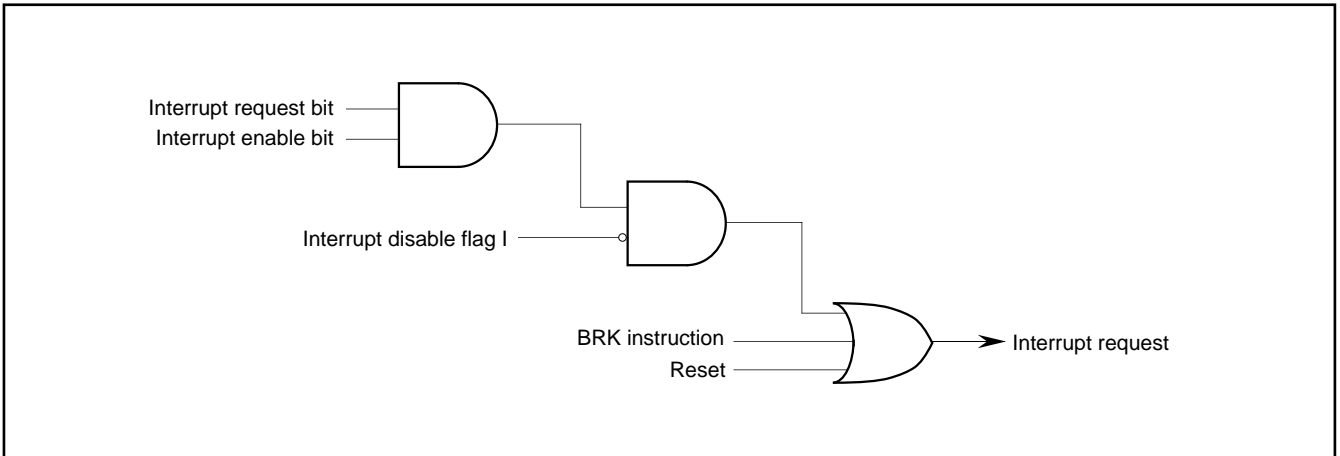 Interrupt request bit
Interrupt enable bit
Interrupt disable flag I
BRK instruction
Reset
Interrupt request